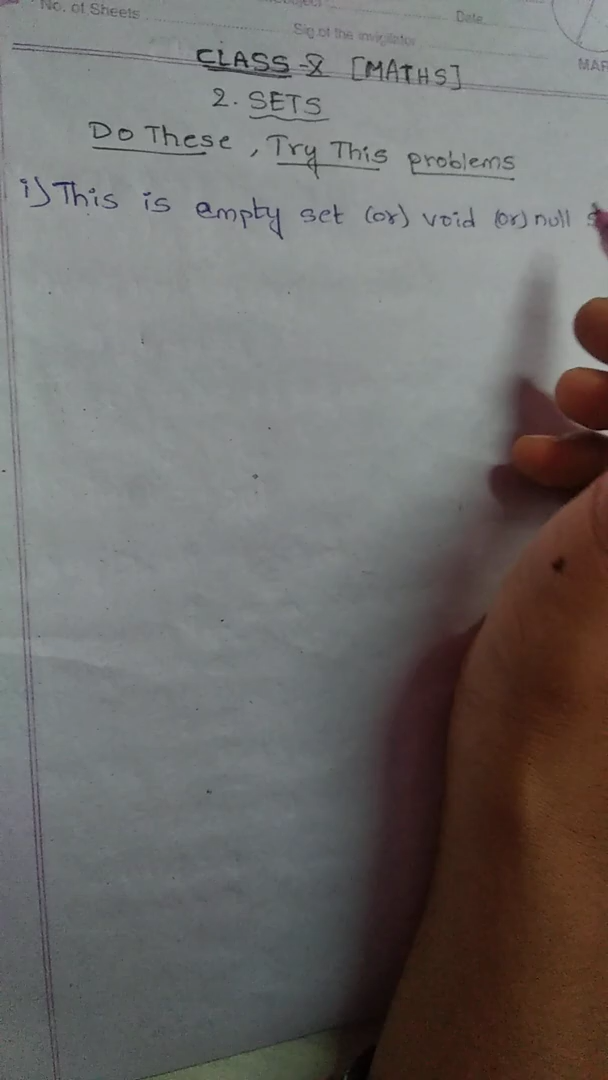 No. of Sheets
Date
Sig of the invigilator
CLASS - X [MATHS]
2. SETS
Do These, Try This problems
i) This is empty set (or) void (or) null